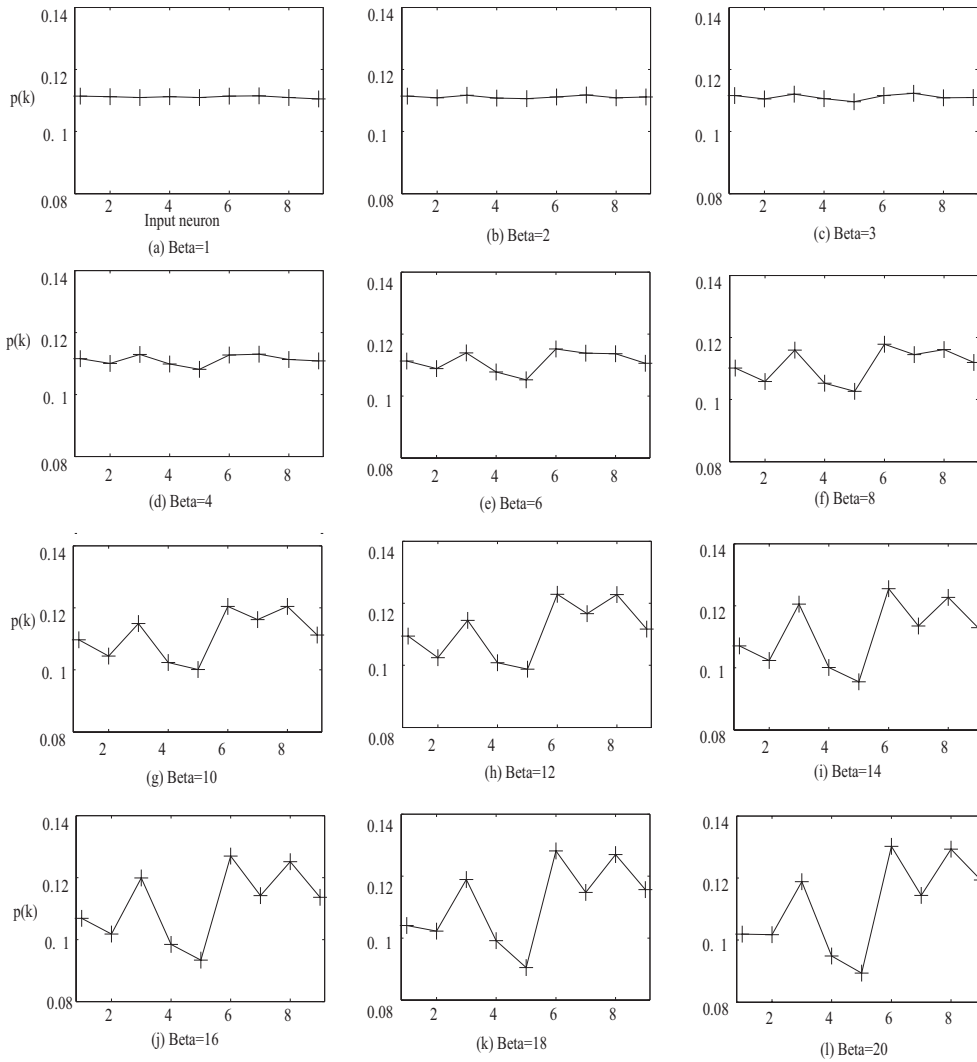 0.14
0.12
p(k)
0. 1
0.08
2 4 6 8
Input neuron
(a) Beta=1
0.14
0.12
0. 1
0.08
2 4 6 8
(b) Beta=2
0.14
0.12
0. 1
0.08
2 4 6 8
(c) Beta=3
0.14
0.12
p(k)
0. 1
0.08
2 4 6 8
(d) Beta=4
0.14
0.12
0. 1
0.08
2 4 6 8
(e) Beta=6
0.14
0.12
0. 1
0.08
2 4 6 8
(f) Beta=8
0.14
0.12
p(k)
0. 1
0.08
2 4 6 8
(g) Beta=10
0.14
0.12
0. 1
0.08
2 4 6 8
(h) Beta=12
0.14
0.12
0. 1
0.08
2 4 6 8
(i) Beta=14
0.14
0.12
p(k)
0. 1
0.08
2 4 6 8
(j) Beta=16
0.14
0.12
0. 1
0.08
2 4 6 8
(k) Beta=18
0.14
0.12
0. 1
0.08
2 4 6 8
(l) Beta=20